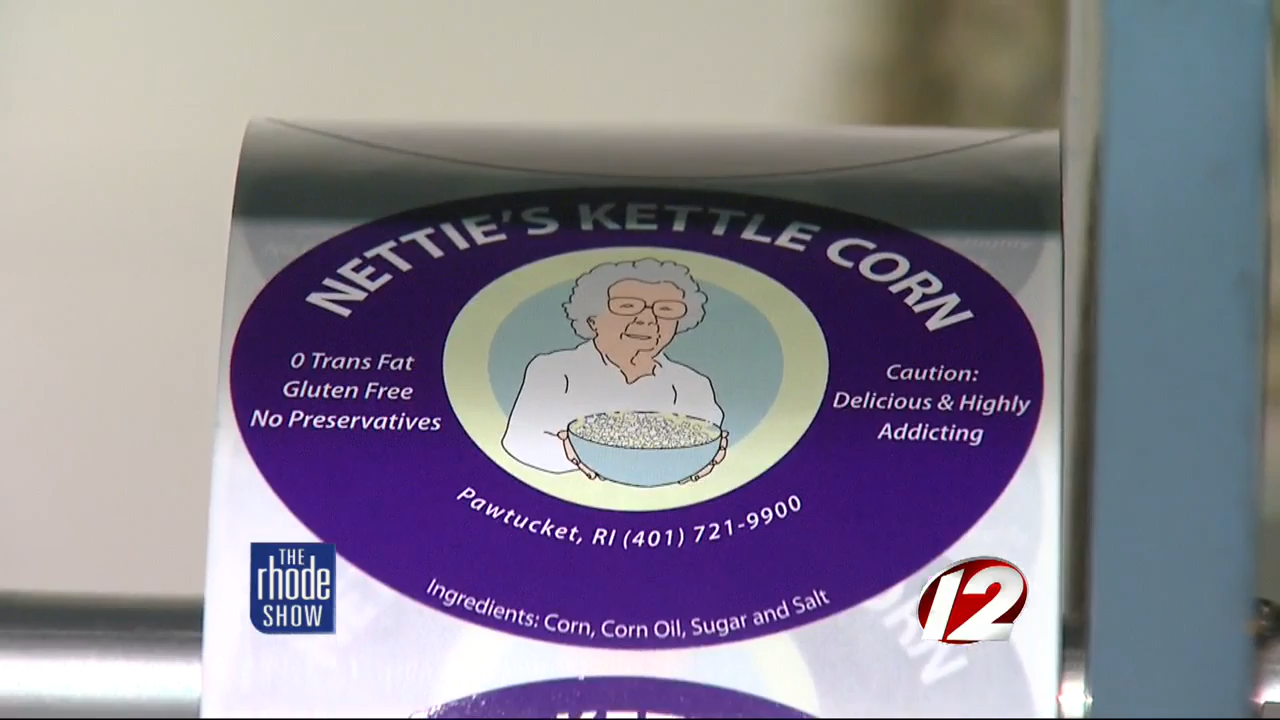 NETTIE'S KETTLE CORN
0 Trans Fat
Gluten Free
No Preservatives
Caution:
Delicious & Highly
Addicting
Pawtucket, RI (401) 721-9900
Ingredients: Corn, Corn Oil, Sugar and Salt
THE
rhode
SHOW
12